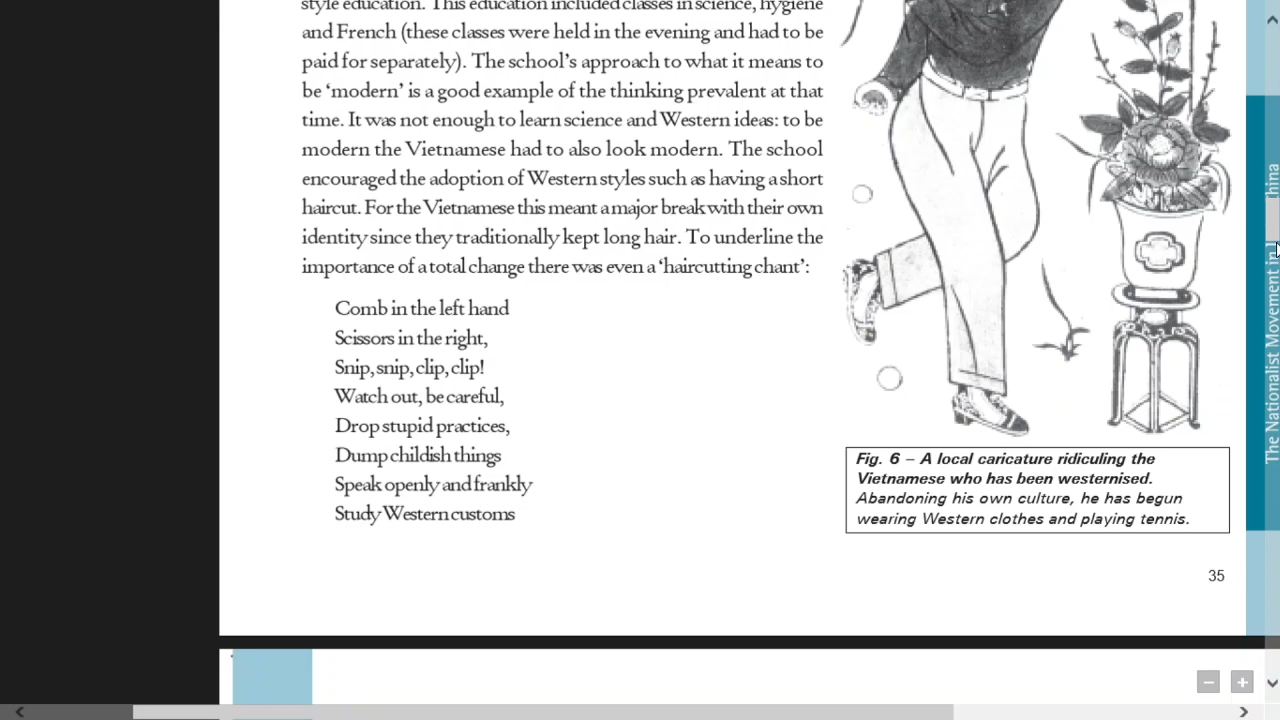 style education. This education included classes in science, hygiene
and French (these classes were held in the evening and had to be
paid for separately). The school’s approach to what it means to
be ‘modern’ is a good example of the thinking prevalent at that
time. It was not enough to learn science and Western ideas: to be
modern the Vietnamese had to also look modern. The school
encouraged the adoption of Western styles such as having a short
haircut. For the Vietnamese this meant a major break with their own
identity since they traditionally kept long hair. To underline the
importance of a total change there was even a ‘haircutting chant’:
Comb in the left hand
Scissors in the right,
Snip, snip, clip, clip!
Watch out, be careful,
Drop stupid practices,
Dump childish things
Speak openly and frankly
Study Western customs
Fig. 6 – A local caricature ridiculing the
Vietnamese who has been westernised.
Abandoning his own culture, he has begun
wearing Western clothes and playing tennis.
35
The Nationalist Movement in
hina